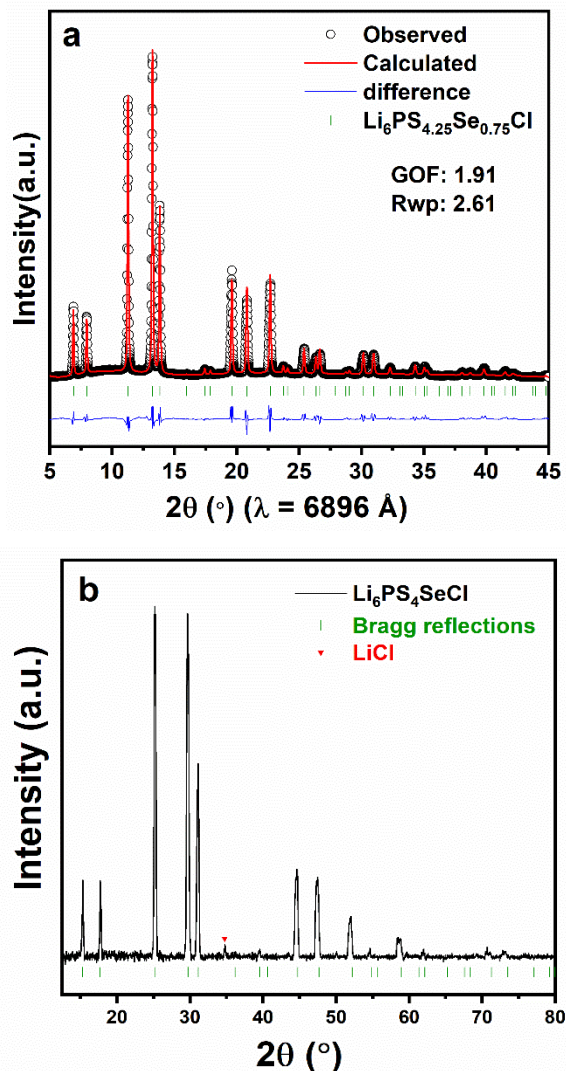 a
Observed
Calculated
difference
Li₆PS₄.₂₅Se₀.₇₅Cl
GOF: 1.91
Rwp: 2.61
Intensity(a.u.)
5 10 15 20 25 30 35 40 45
2θ (°) (λ = 6896 Å)
b
Li₆PS₄SeCl
Bragg reflections
LiCl
Intensity (a.u.)
20 30 40 50 60 70 80
2θ (°)